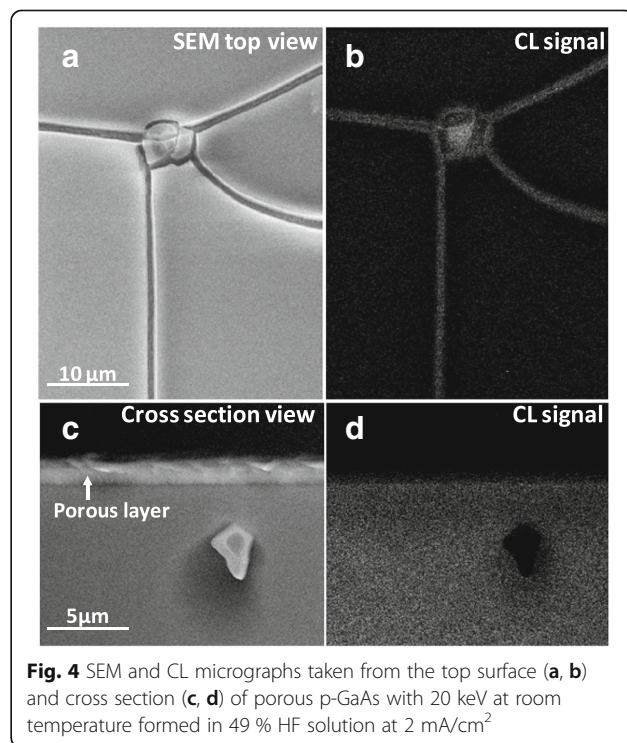 SEM top view
a
CL signal
b
10 µm
Cross section view
c
Porous layer
5µm
CL signal
d
Fig. 4 SEM and CL micrographs taken from the top surface (a, b)
and cross section (c, d) of porous p-GaAs with 20 keV at room
temperature formed in 49 % HF solution at 2 mA/cm²